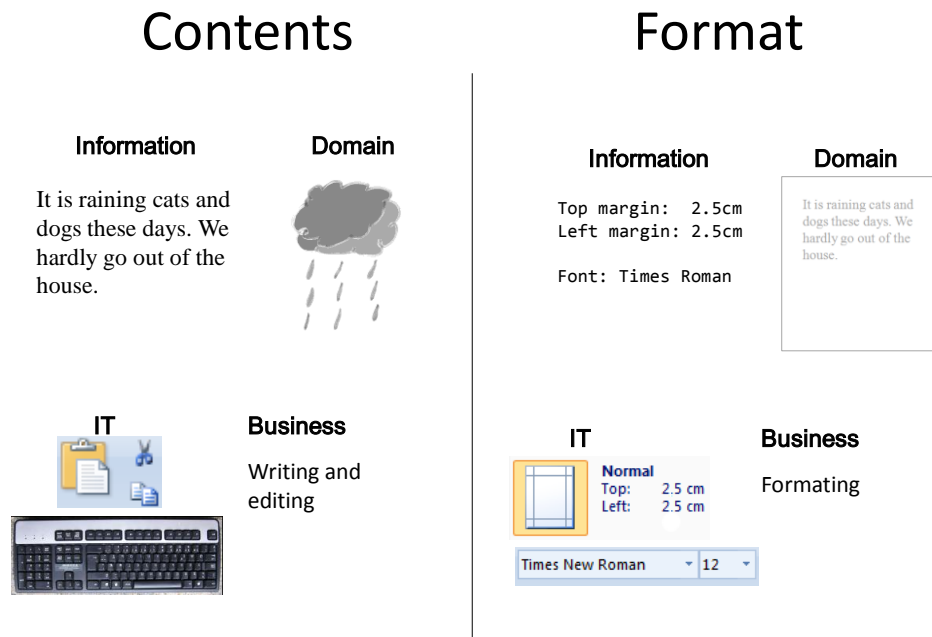 Contents
Format
Information
Domain
It is raining cats and
dogs these days. We
hardly go out of the
house.
IT
Business
Writing and
editing
Information
Domain
Top margin: 2.5cm
Left margin: 2.5cm
Font: Times Roman
It is raining cats and
dogs these days. We
hardly go out of the
house.
IT
Business
Normal
Top: 2.5 cm
Left: 2.5 cm
Formating
Times New Roman 12